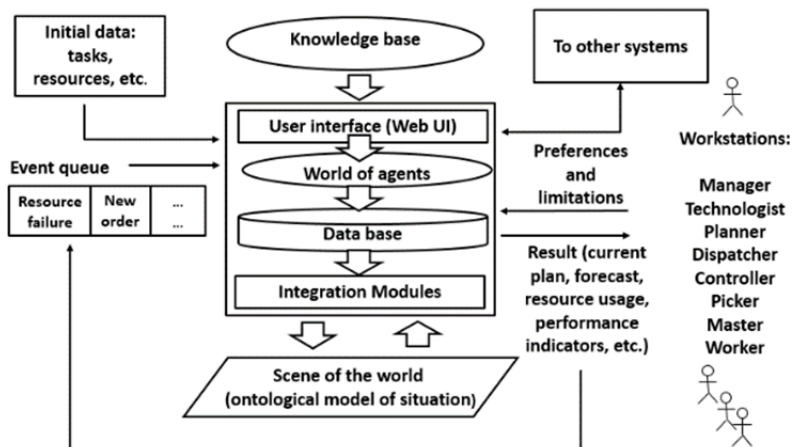 Initial data:
tasks,
resources, etc.
Knowledge base
To other systems
User interface (Web UI)
World of agents
Data base
Integration Modules
Event queue
Resource
failure
New
order
...
...
Preferences
and
limitations
Result (current
plan, forecast,
resource usage,
performance
indicators, etc.)
Workstations:
Manager
Technologist
Planner
Dispatcher
Controller
Picker
Master
Worker
Scene of the world
(ontological model of situation)